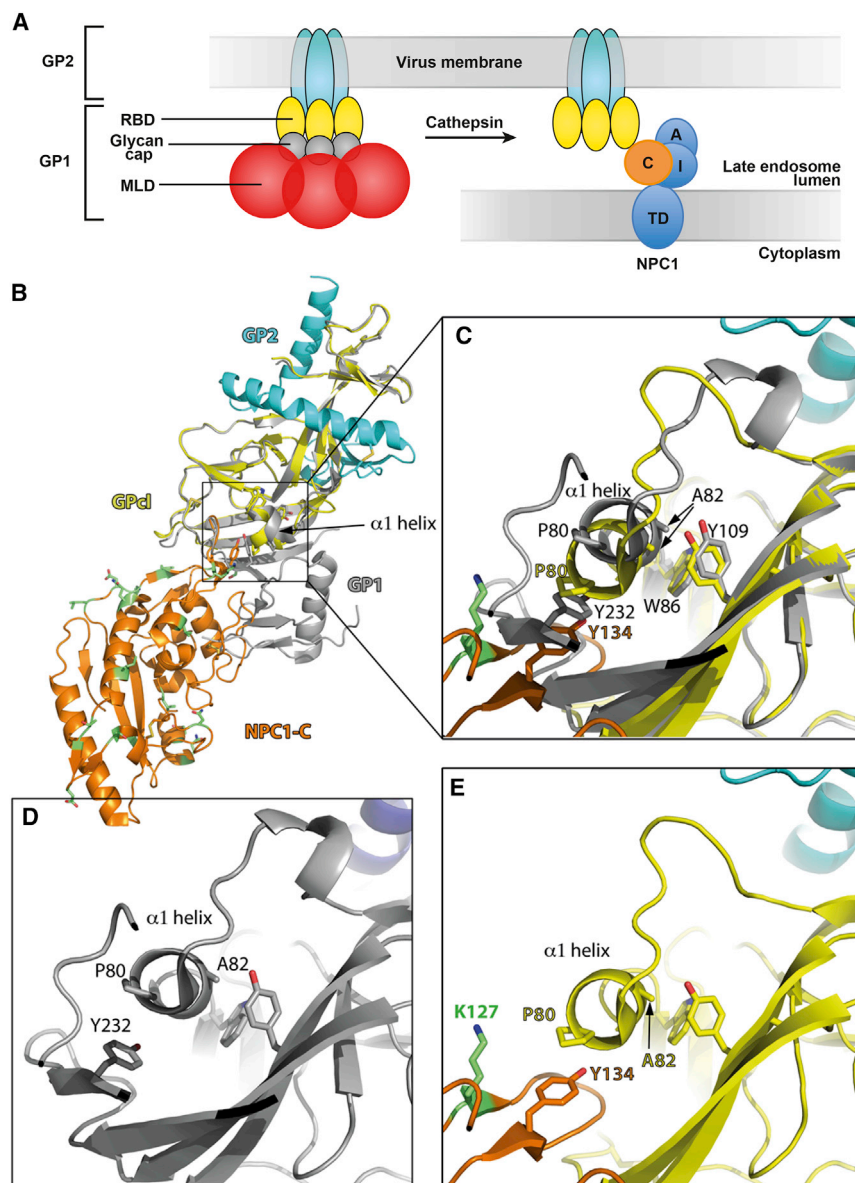 A
GP2
Virus membrane
RBD
Glycan
cap
GP1
MLD
Cathepsin
A
C
I
Late endosome
lumen
TD
Cytoplasm
NPC1
B
GP2
GPcl
α1 helix
GP1
NPC1-C
C
α1 helix
A82
P80
Y109
P80
W86
Y232
Y134
D
α1 helix
P80
A82
Y232
E
α1 helix
P80
K127
A82
Y134